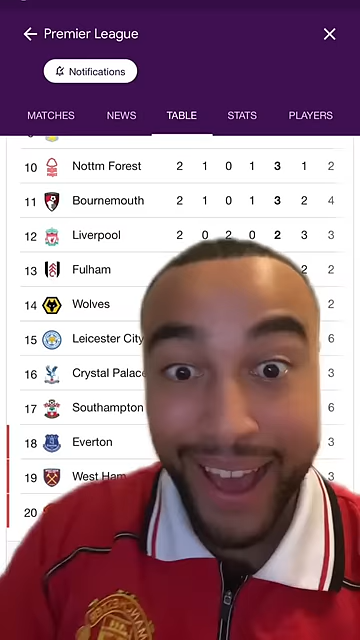 Premier League
Notifications
MATCHES NEWS TABLE STATS PLAYERS
10 Nottm Forest 2 1 0 1 3 1 2
11 Bournemouth 2 1 0 1 3 2 4
12 Liverpool 2 0 2 0 2 3 3
13 Fulham 2 2
14 Wolves 2
15 Leicester City 6
16 Crystal Palace 3
17 Southampton 6
18 Everton 3
19 West Ham 3
20